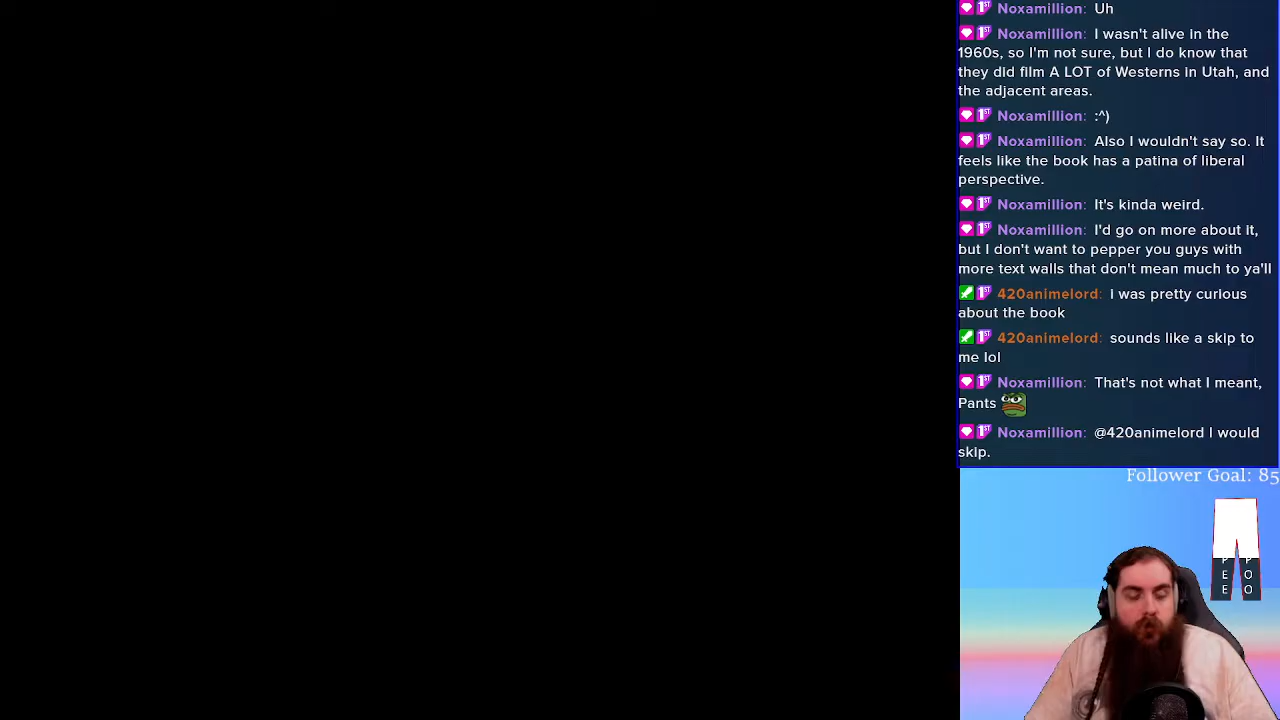 Noxamillion: Uh
Noxamillion: I wasn't alive in the
1960s, so I'm not sure, but I do know that
they did film A LOT of Westerns in Utah, and
the adjacent areas.
Noxamillion: :^)
Noxamillion: Also I wouldn't say so. It
feels like the book has a patina of liberal
perspective.
Noxamillion: It's kinda weird.
Noxamillion: I'd go on more about it,
but I don't want to pepper you guys with
more text walls that don't mean much to ya'll
420animelord: I was pretty curious
about the book
420animelord: sounds like a skip to
me lol
Noxamillion: That's not what I meant,
Pants
Noxamillion: @420animelord I would
skip.
Follower Goal: 85
P P
E O
E O